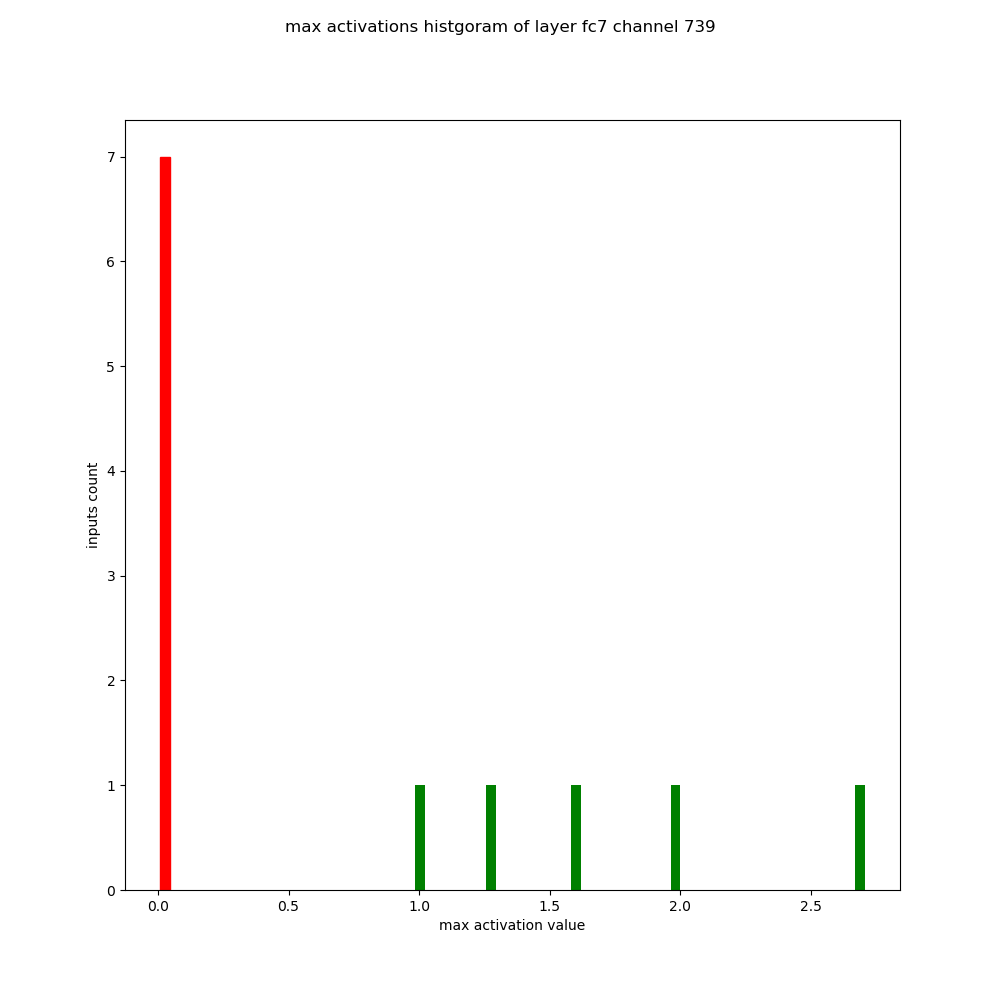 max activations histgoram of layer fc7 channel 739
7
6
5
4
3
2
1
0
inputs count
0.0 0.5 1.0 1.5 2.0 2.5
max activation value